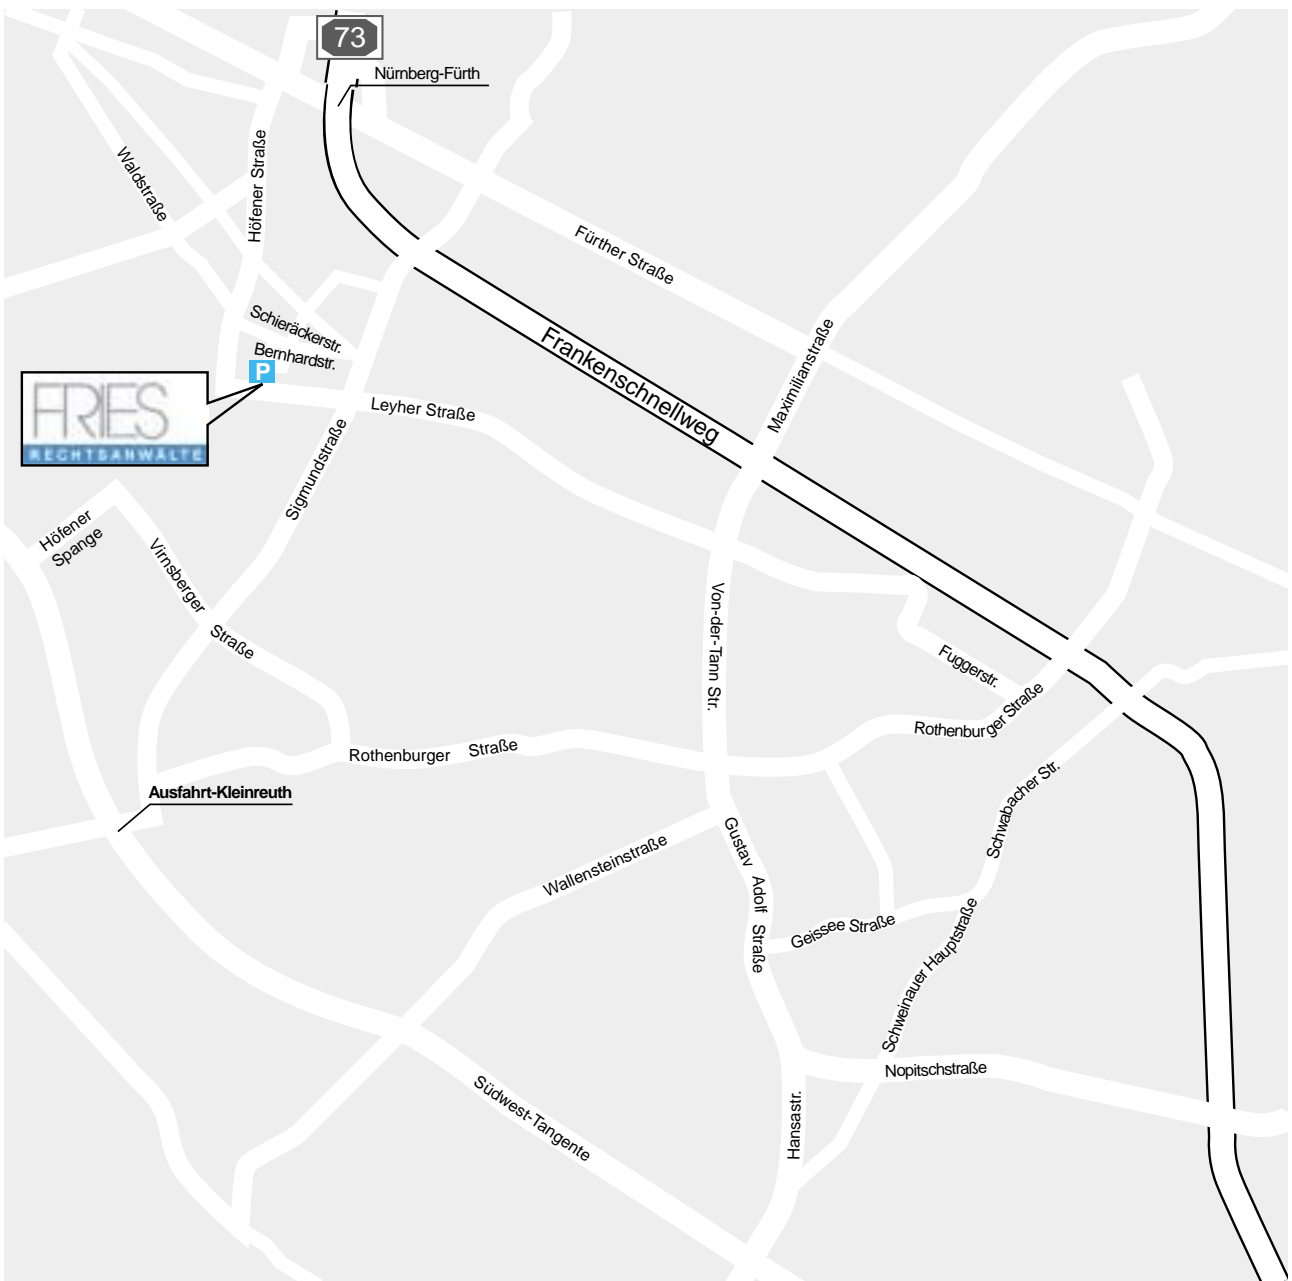 73
Nürnberg-Fürth
Waldstraße
Höfener Straße
Fürther Straße
Schieräckerstr.
Bernhardstr.
P
Frankenschnellweg
Maximilianstraße
FRIES
RECHTSANWÄLTE
Leyher Straße
Sigmundstraße
Höfener
Spange
Virnsberger
Straße
Von-der-Tann Str.
Fuggerstr.
Rothenburger Straße
Rothenburger Straße
Ausfahrt-Kleinreuth
Schwabacher Str.
Wallensteinstraße
Gustav Adolf Straße
Geissee Straße
Schweinauer Hauptstraße
Nopitschstraße
Hansastr.
Südwest-Tangente